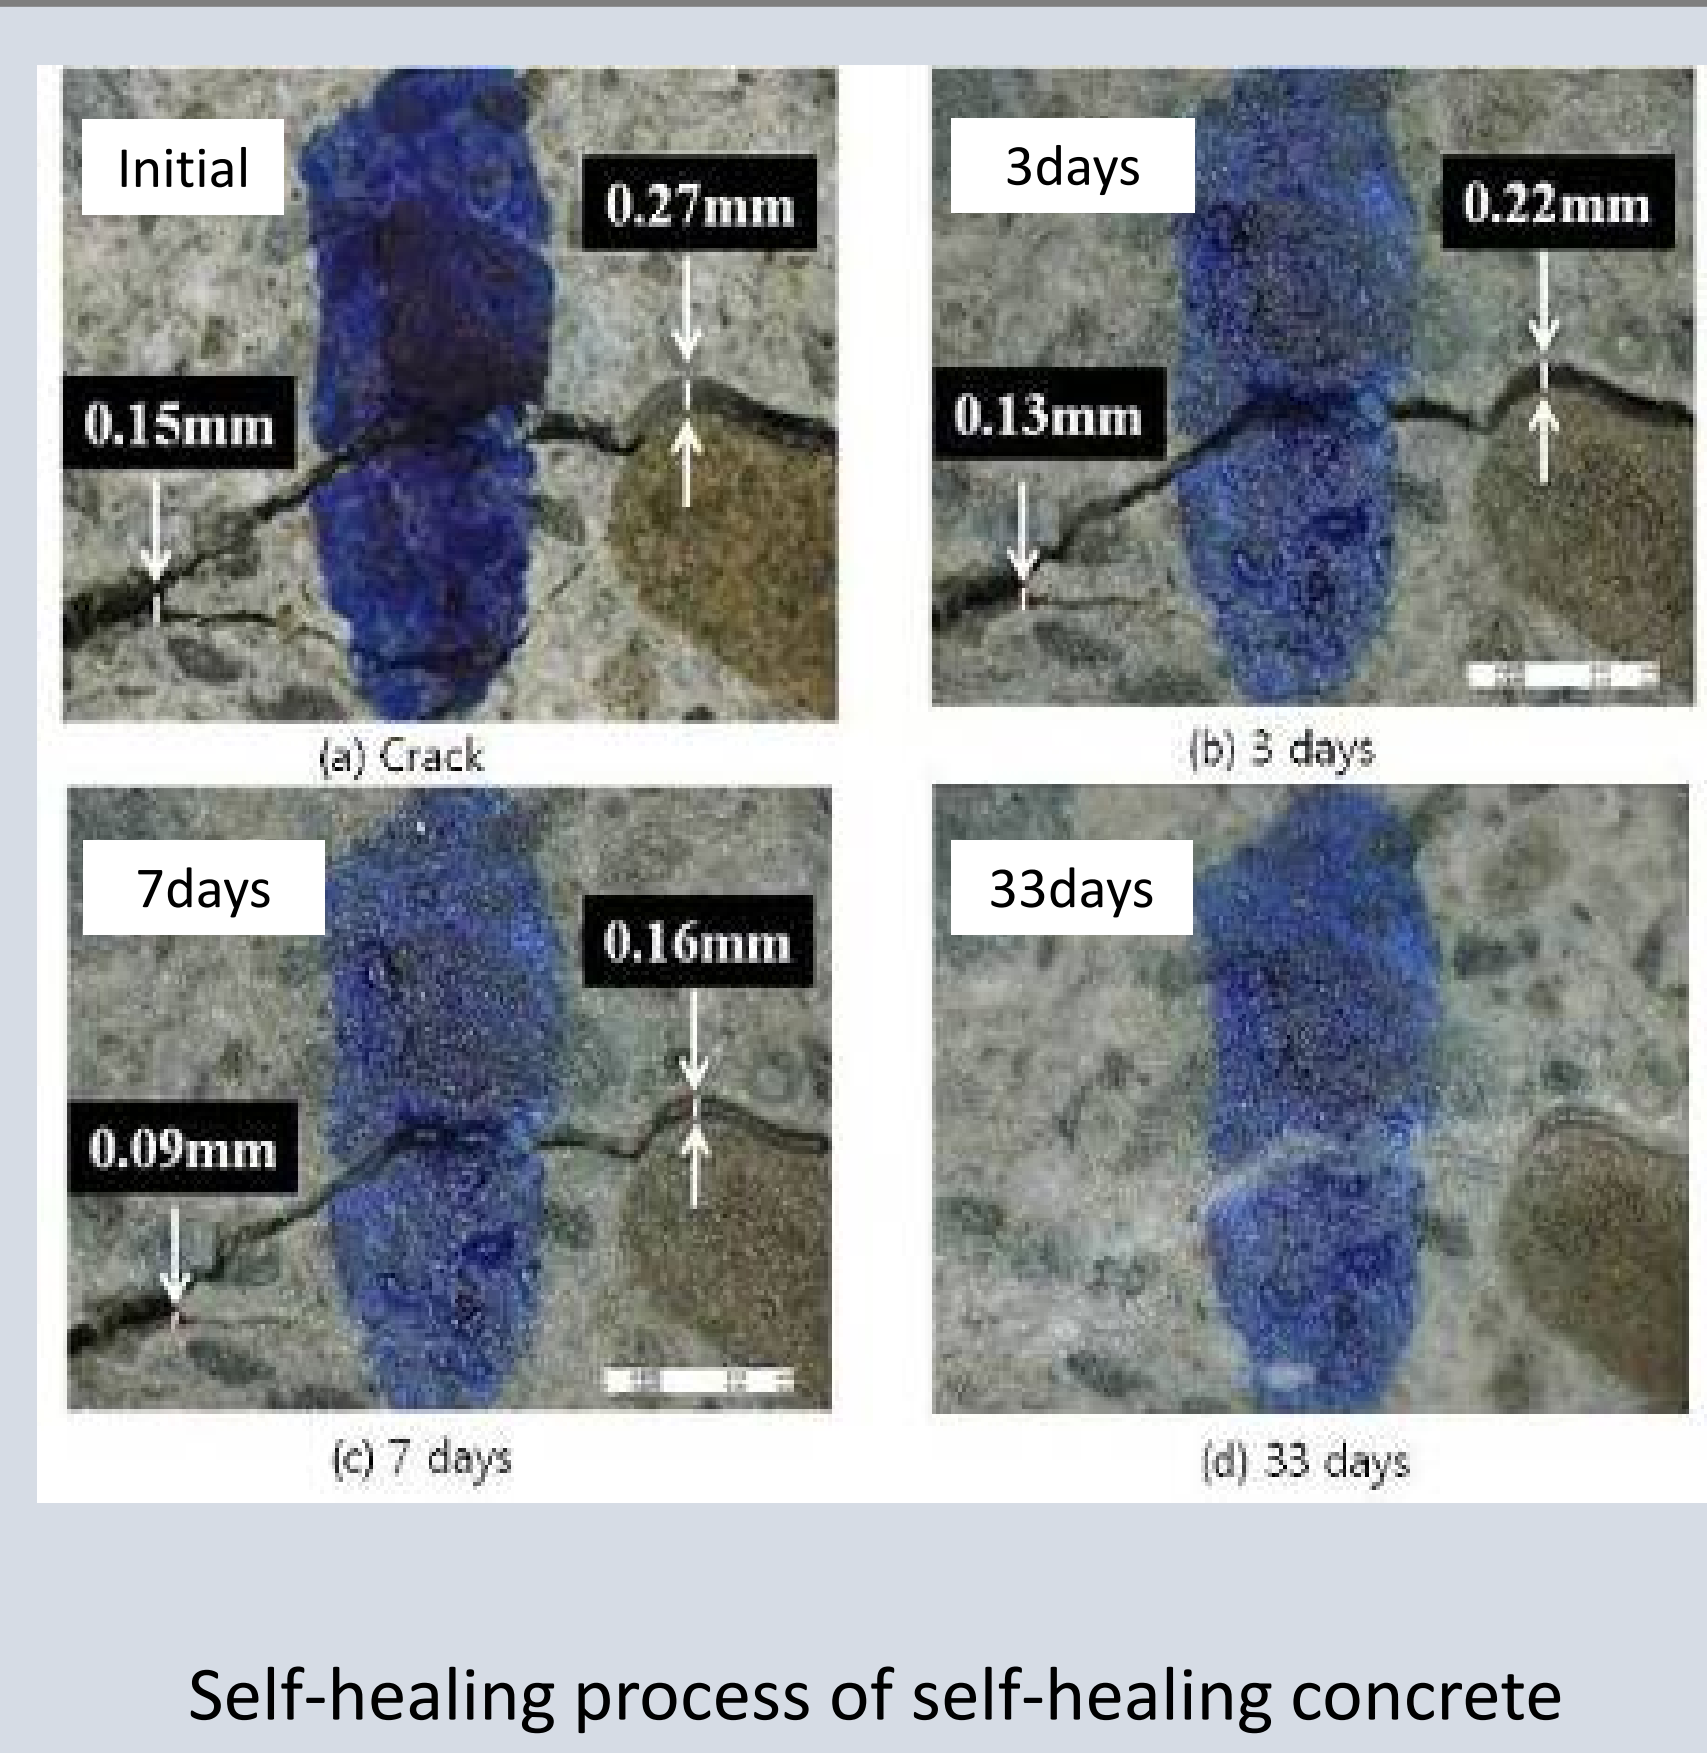 Initial
0.27mm
0.15mm
(a) Crack
3days
0.22mm
0.13mm
(b) 3 days
7days
0.16mm
0.09mm
(c) 7 days
33days
(d) 33 days
Self-healing process of self-healing concrete